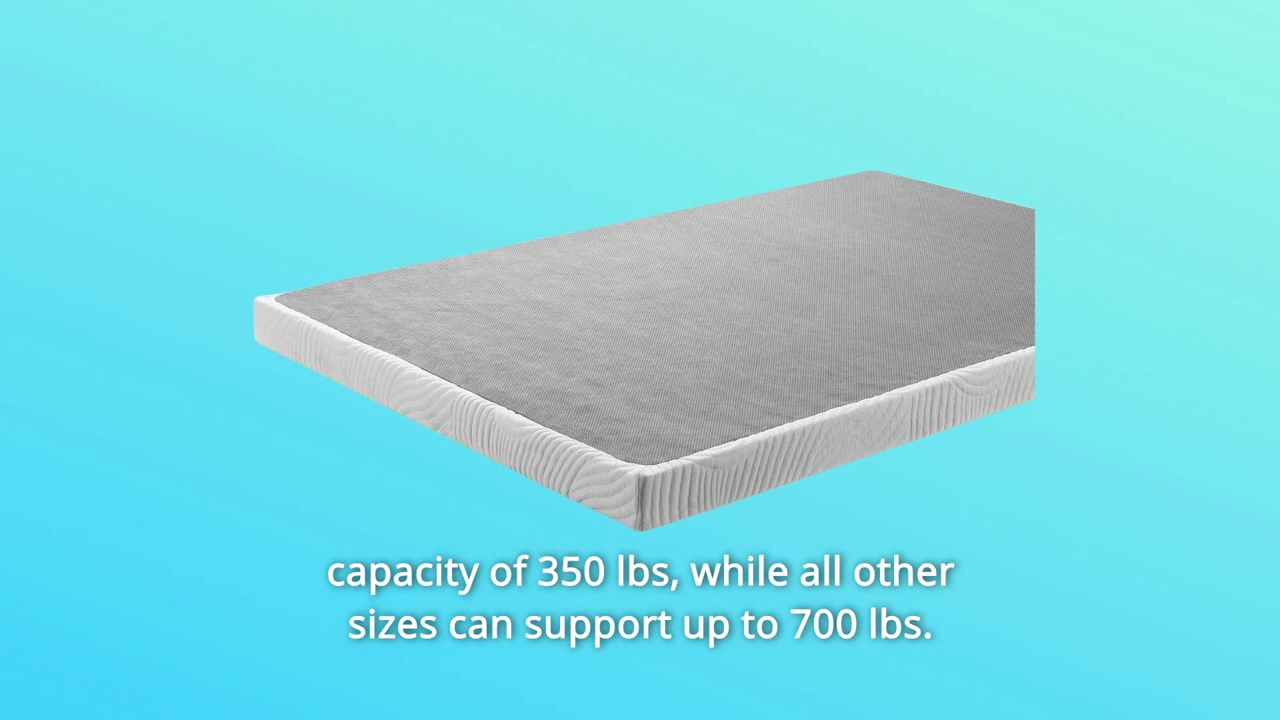 capacity of 350 lbs, while all other
sizes can support up to 700 lbs.